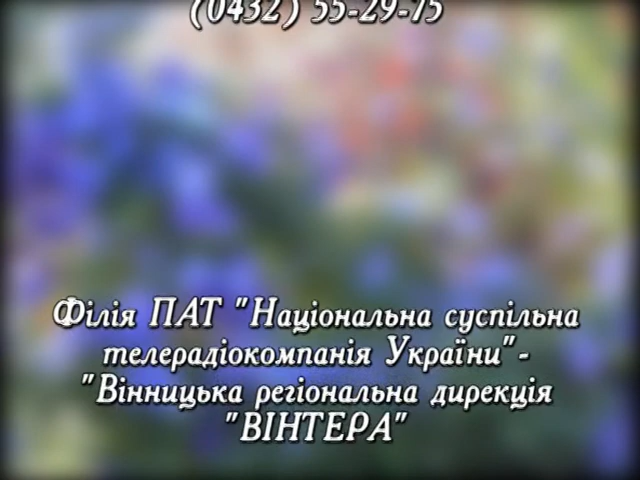 (0432) 55-29-75
Філія ПАТ "Національна суспільна
телерадіокомпанія України"-
"Вінницька регіональна дирекція
"ВІНТЕРА"